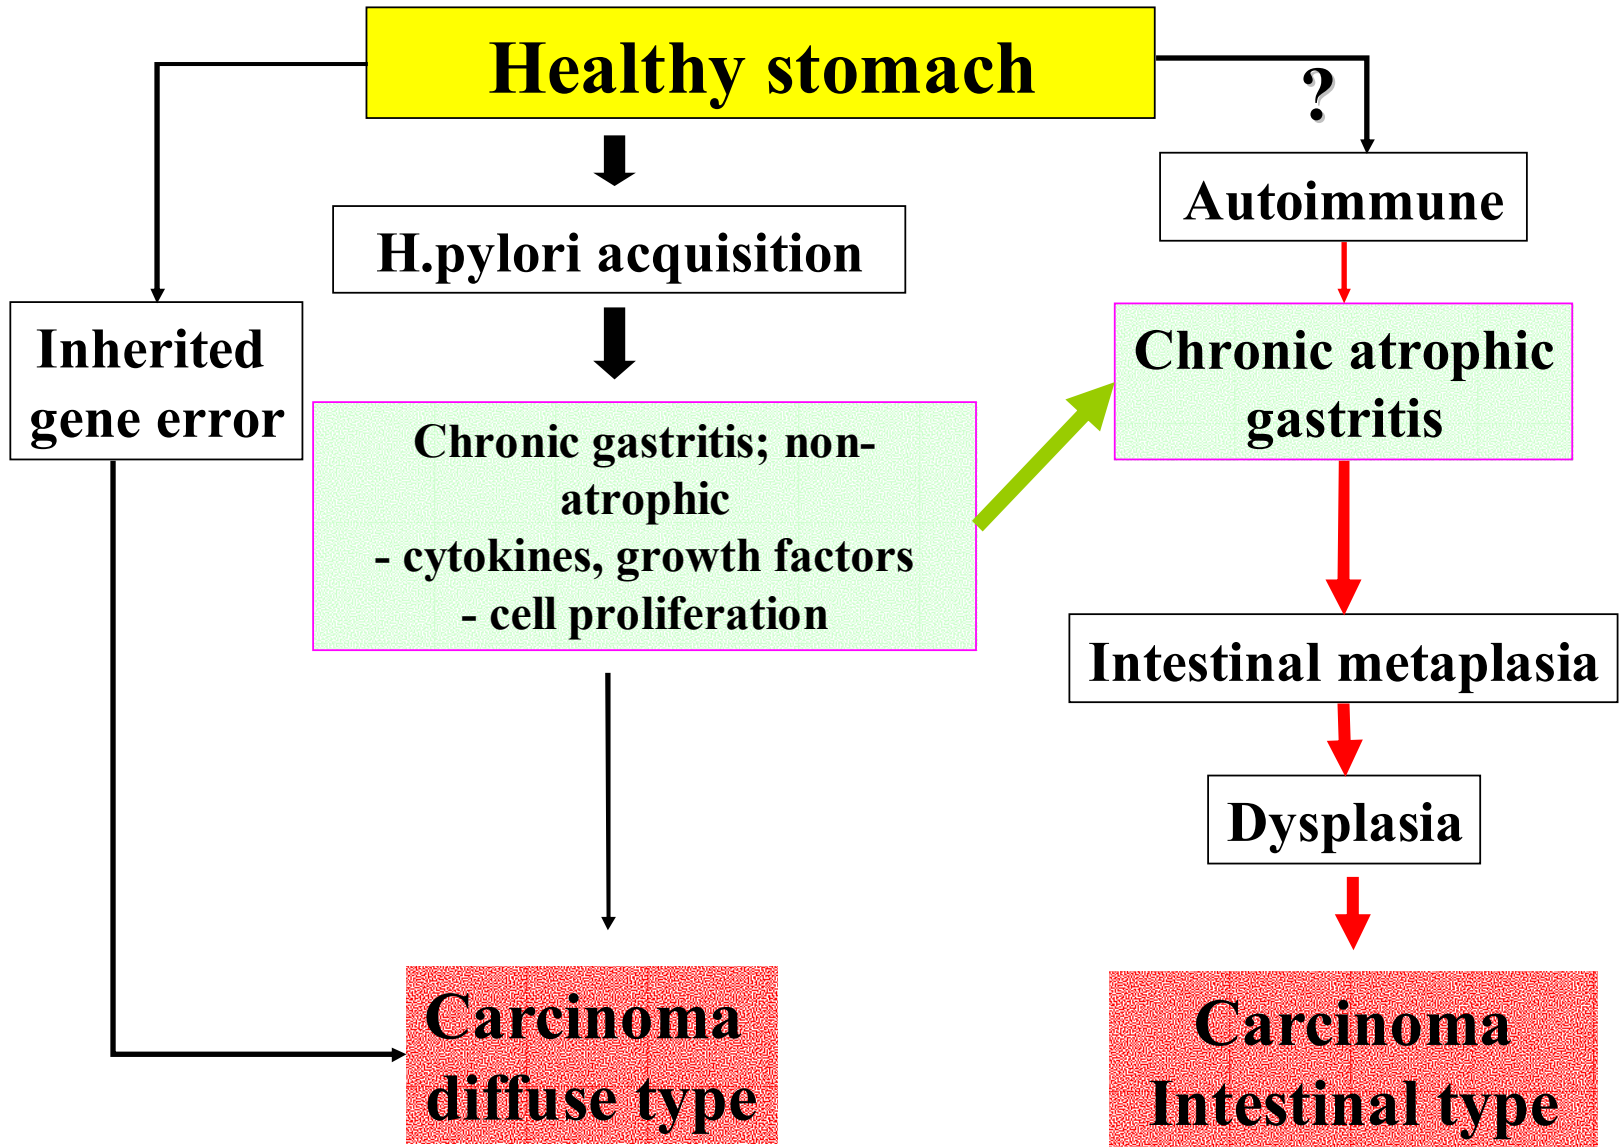 Healthy stomach
?
Autoimmune
H.pylori acquisition
Inherited
gene error
Chronic atrophic
gastritis
Chronic gastritis; non-
atrophic
- cytokines, growth factors
- cell proliferation
Intestinal metaplasia
Dysplasia
Carcinoma
diffuse type
Carcinoma
Intestinal type